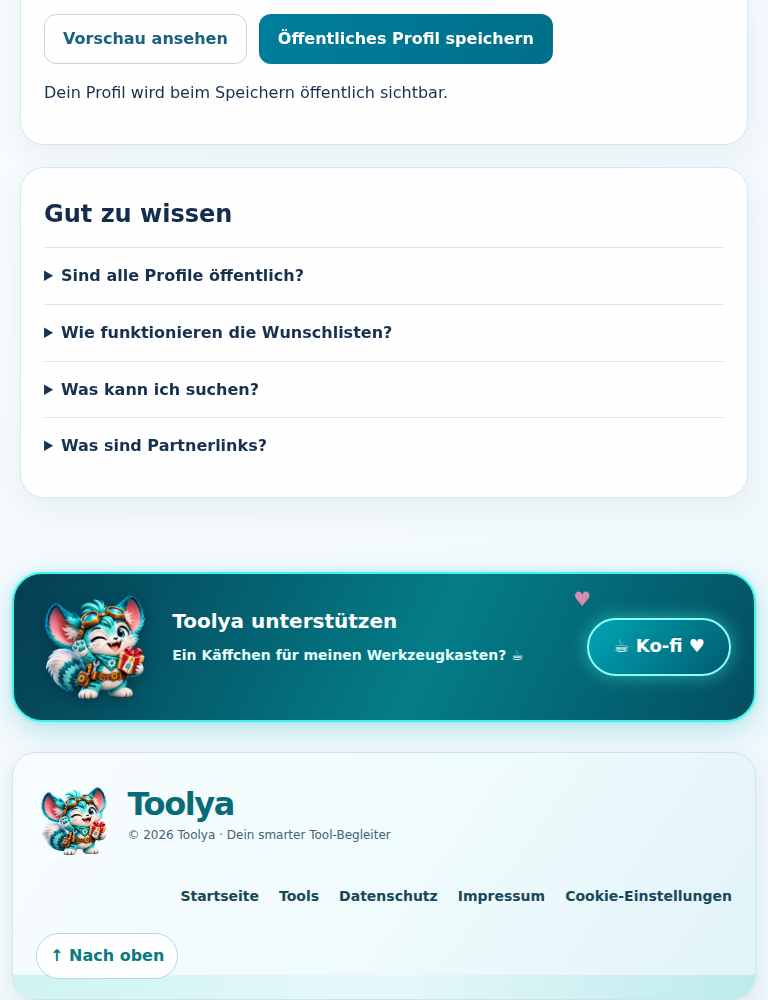 Vorschau ansehen
Öffentliches Profil speichern
Dein Profil wird beim Speichern öffentlich sichtbar.
Gut zu wissen
Sind alle Profile öffentlich?
Wie funktionieren die Wunschlisten?
Was kann ich suchen?
Was sind Partnerlinks?
Toolya unterstützen
Ein Käffchen für meinen Werkzeugkasten? ☕
☕ Ko-fi ♥
Toolya
© 2026 Toolya · Dein smarter Tool-Begleiter
Startseite Tools Datenschutz Impressum Cookie-Einstellungen
↑ Nach oben